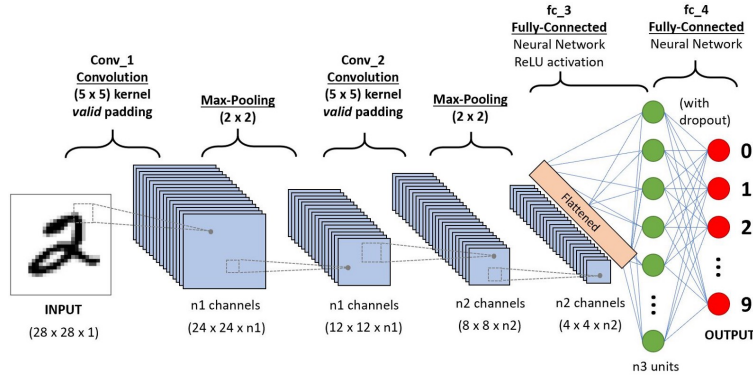 fc_3
Fully-Connected
Neural Network
ReLU activation
fc_4
Fully-Connected
Neural Network
Conv_1
Convolution
(5 x 5) kernel
valid padding
Max-Pooling
(2 x 2)
Conv_2
Convolution
(5 x 5) kernel
valid padding
Max-Pooling
(2 x 2)
(with
dropout)
Flattened
0
1
2
9
2
INPUT
(28 x 28 x 1)
n1 channels
(24 x 24 x n1)
n1 channels
(12 x 12 x n1)
n2 channels
(8 x 8 x n2)
n2 channels
(4 x 4 x n2)
OUTPUT
n3 units